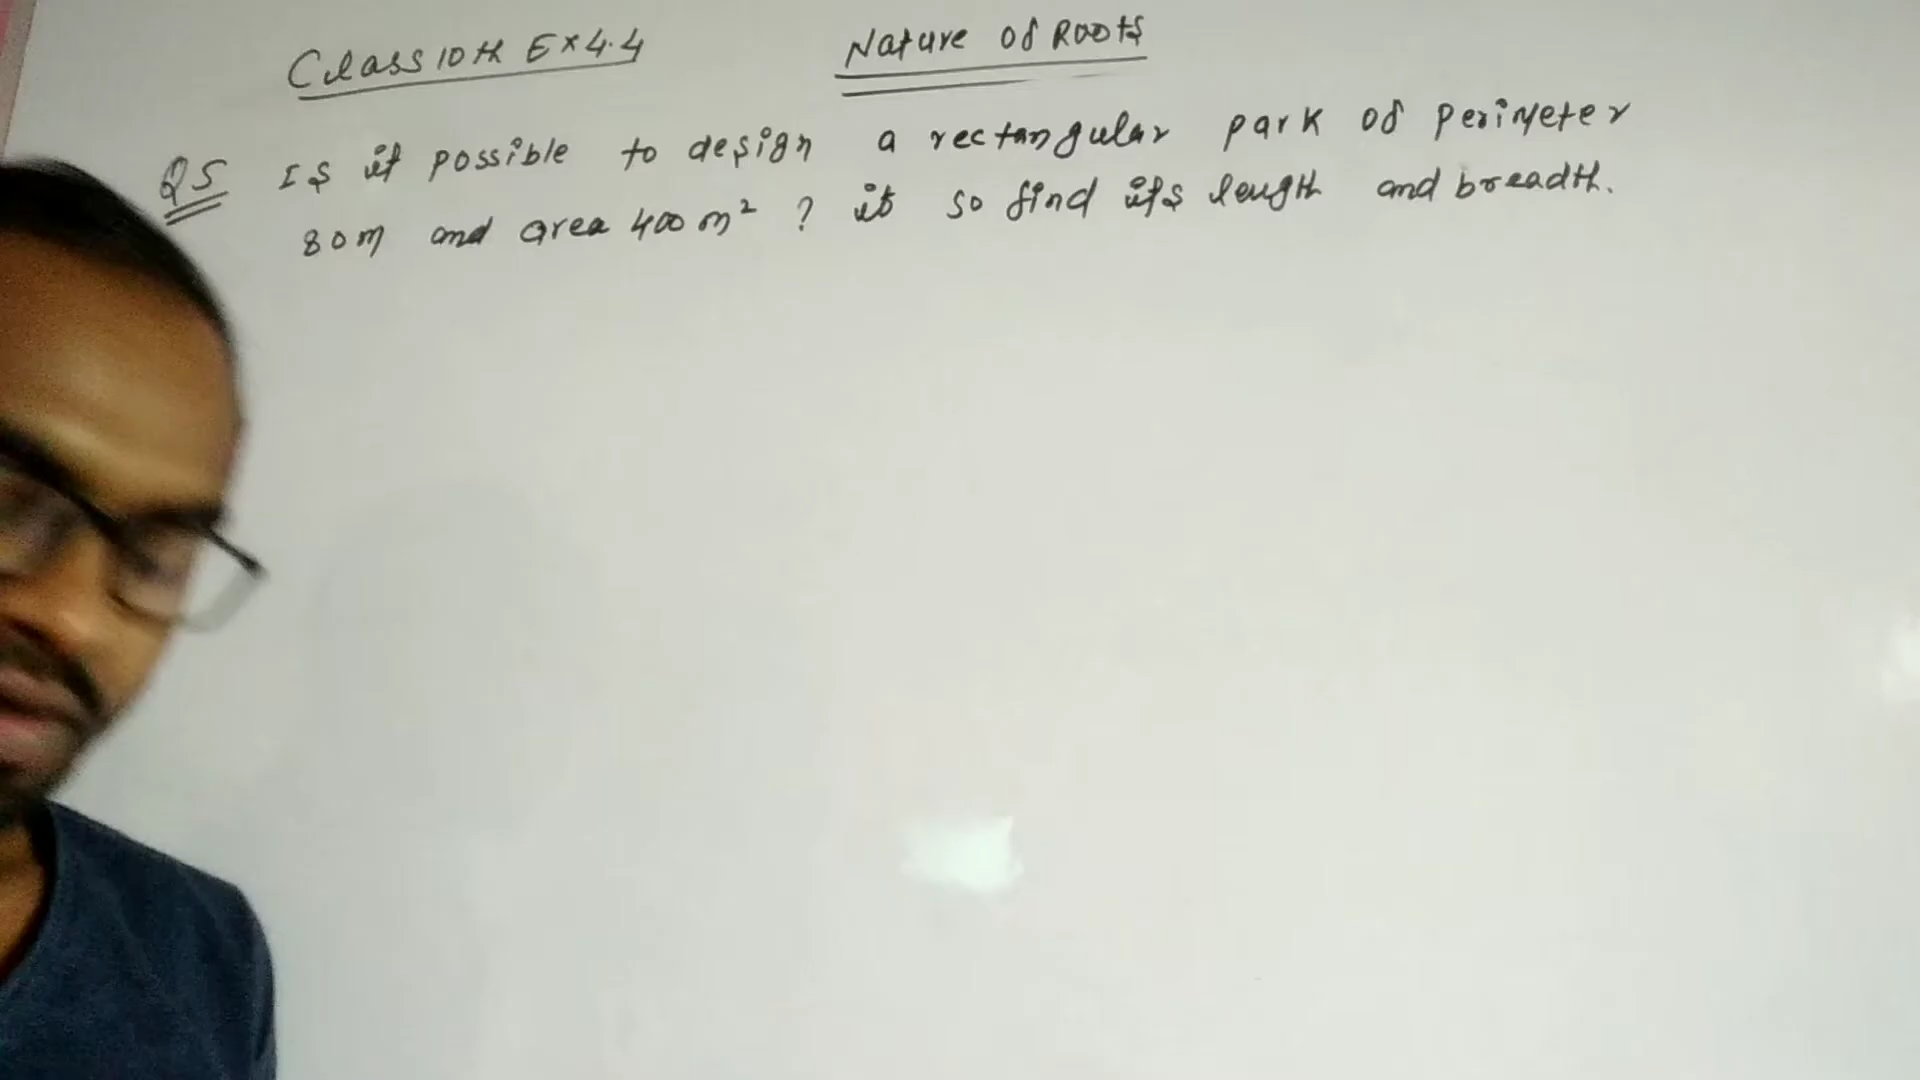 Class 10th Ex 4.4
Nature of Roots
Q5 Is it possible to design a rectangular park of perimeter
80m and area 400 m² ? if so find its length and breadth.